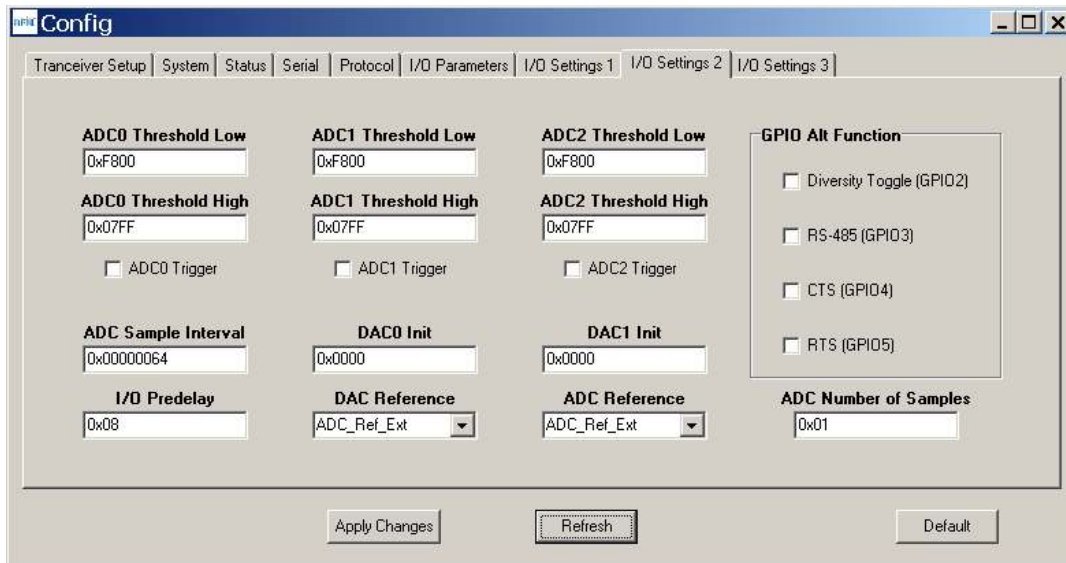 Config
Tranceiver Setup System Status Serial Protocol I/O Parameters I/O Settings 1 I/O Settings 2 I/O Settings 3
ADC0 Threshold Low ADC1 Threshold Low ADC2 Threshold Low GPIO Alt Function
0xF800 0xF800 0xF800
Diversity Toggle (GPIO2)
ADC0 Threshold High ADC1 Threshold High ADC2 Threshold High
0x07FF 0x07FF 0x07FF RS-485 (GPIO3)
ADC0 Trigger ADC1 Trigger ADC2 Trigger
CTS (GPIO4)
ADC Sample Interval DAC0 Init DAC1 Init
0x00000064 0x0000 0x0000 RTS (GPIO5)
I/O Predelay DAC Reference ADC Reference ADC Number of Samples
0x08 ADC_Ref_Ext ADC_Ref_Ext 0x01
Apply Changes Refresh Default